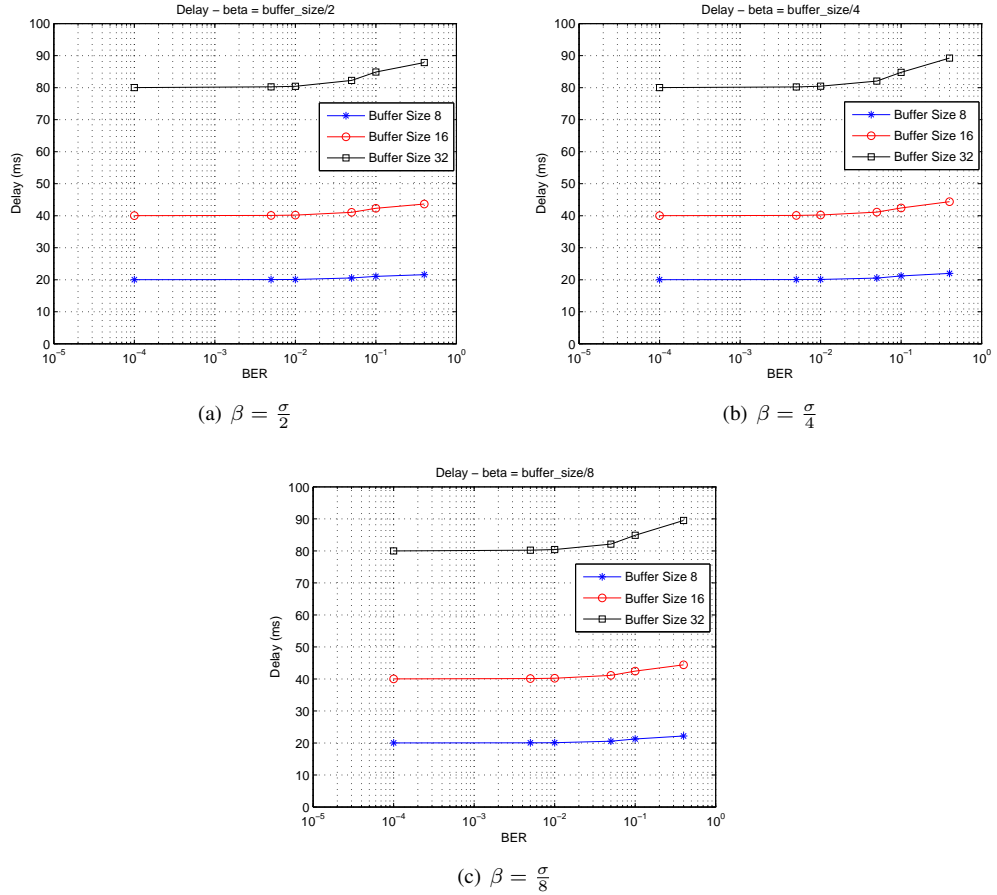 Delay − beta = buffer_size/2
100
90
80
70
60
50
40
30
20
10
0
Delay (ms)
Buffer Size 8
Buffer Size 16
Buffer Size 32
10^−5 10^−4 10^−3 10^−2 10^−1 10^0
BER
(a) β = σ/2
Delay − beta = buffer_size/4
100
90
80
70
60
50
40
30
20
10
0
Delay (ms)
Buffer Size 8
Buffer Size 16
Buffer Size 32
10^−5 10^−4 10^−3 10^−2 10^−1 10^0
BER
(b) β = σ/4
Delay − beta = buffer_size/8
100
90
80
70
60
50
40
30
20
10
0
Delay (ms)
Buffer Size 8
Buffer Size 16
Buffer Size 32
10^−5 10^−4 10^−3 10^−2 10^−1 10^0
BER
(c) β = σ/8